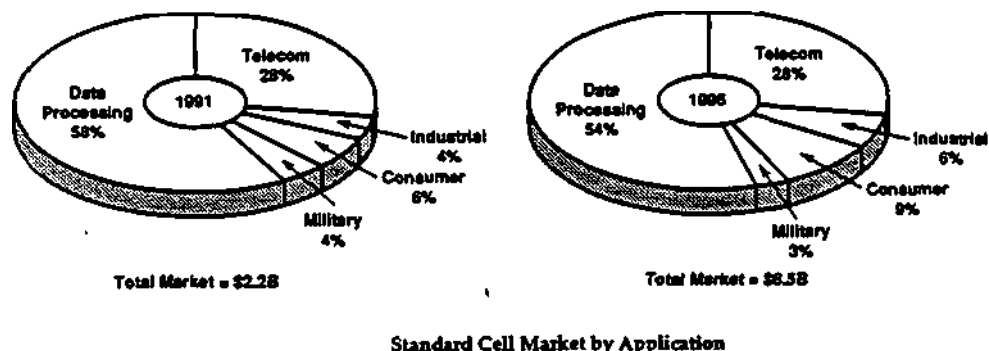 Telecom
28%
Data
Processing
58%
1991
Industrial
4%
Consumer
6%
Military
4%
Total Market = $2.2B
Telecom
28%
Data
Processing
54%
1996
Industrial
6%
Consumer
9%
Military
3%
Total Market = $6.5B
Standard Cell Market by Application